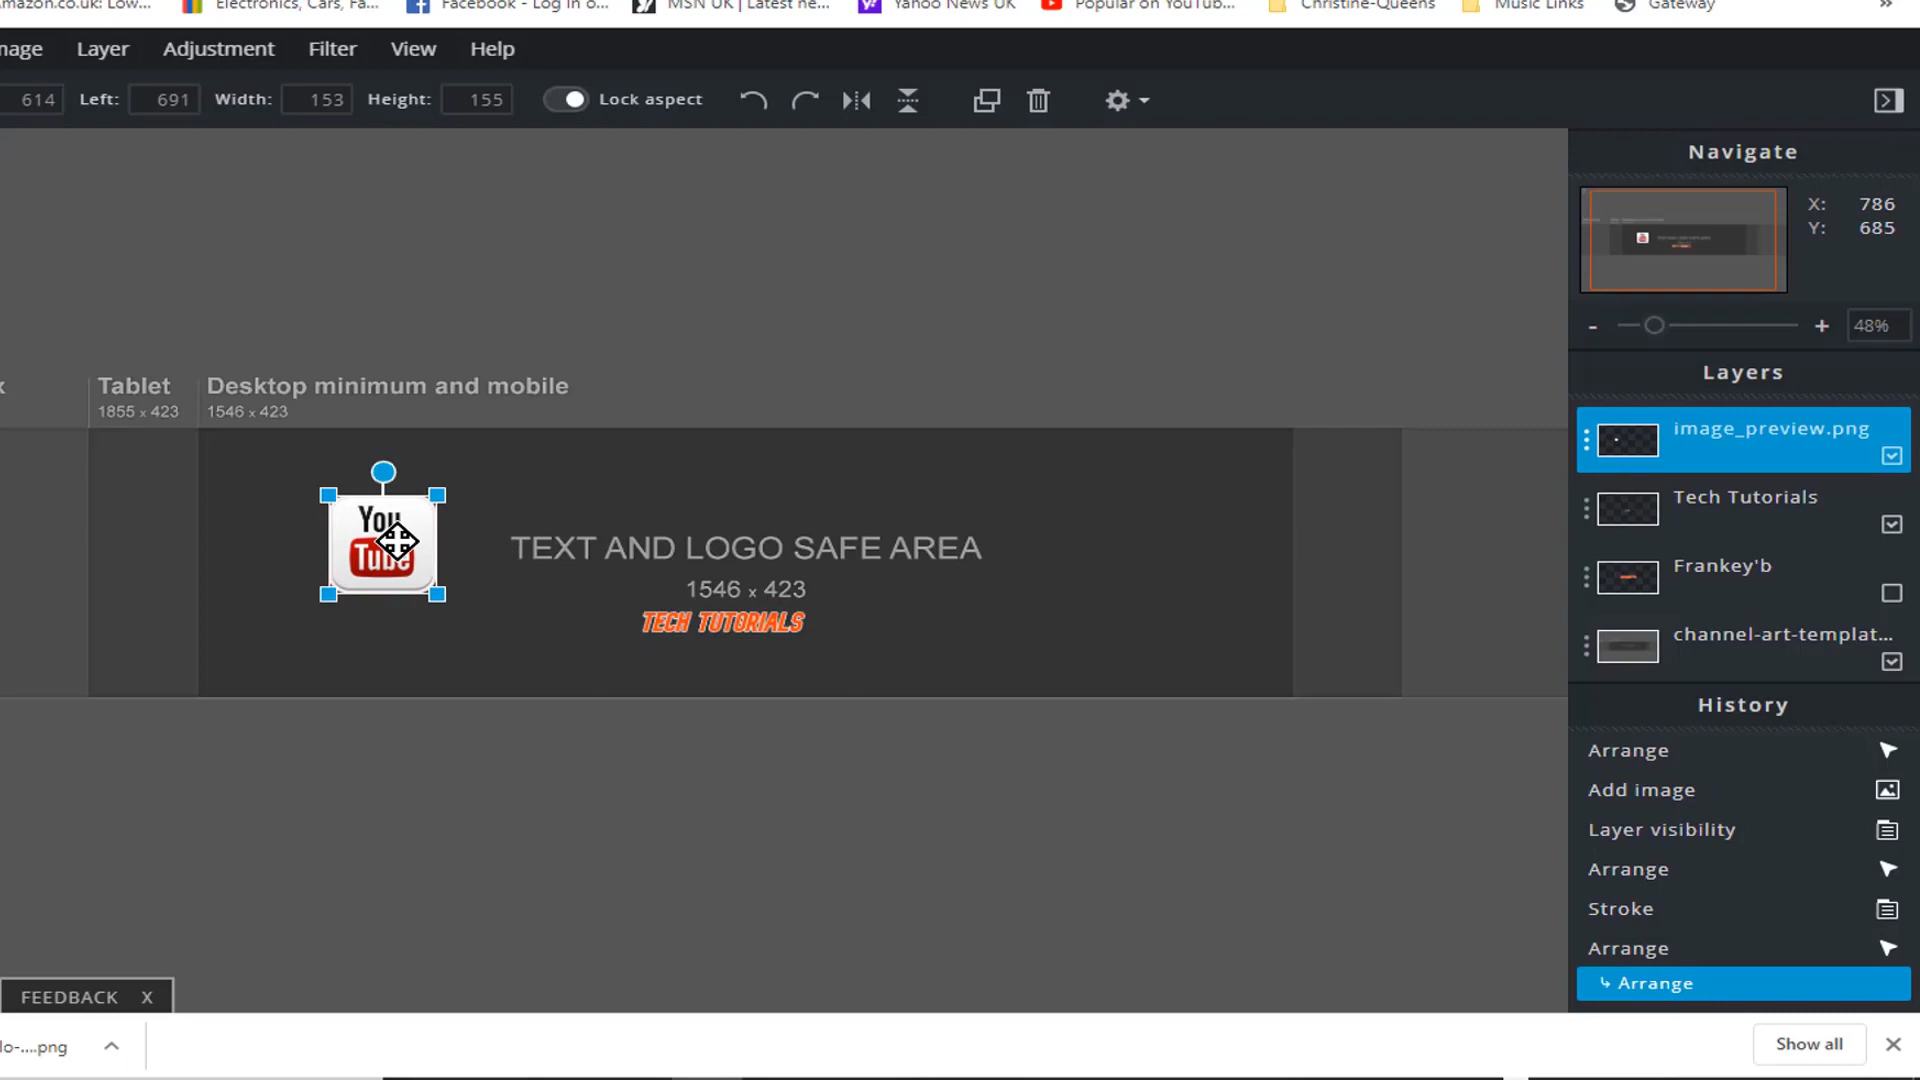 mazon.co.uk: Low... Electronics, Cars, Fa... Facebook - Log In o... MSN UK | Latest ne... Yahoo News UK Popular on YouTub... Christine-Queens Music Links Gateway »
mage Layer Adjustment Filter View Help
614 Left: 691 Width: 153 Height: 155 Lock aspect
Navigate
X: 786
Y: 685
- + 48%
Layers
image_preview.png
Tech Tutorials
Frankey'b
channel-art-templat...
History
Arrange
Add image
Layer visibility
Arrange
Stroke
Arrange
Arrange
x Tablet Desktop minimum and mobile
1855 x 423 1546 x 423
You
Tube
TEXT AND LOGO SAFE AREA
1546 x 423
TECH TUTORIALS
FEEDBACK X
lo-....png Show all